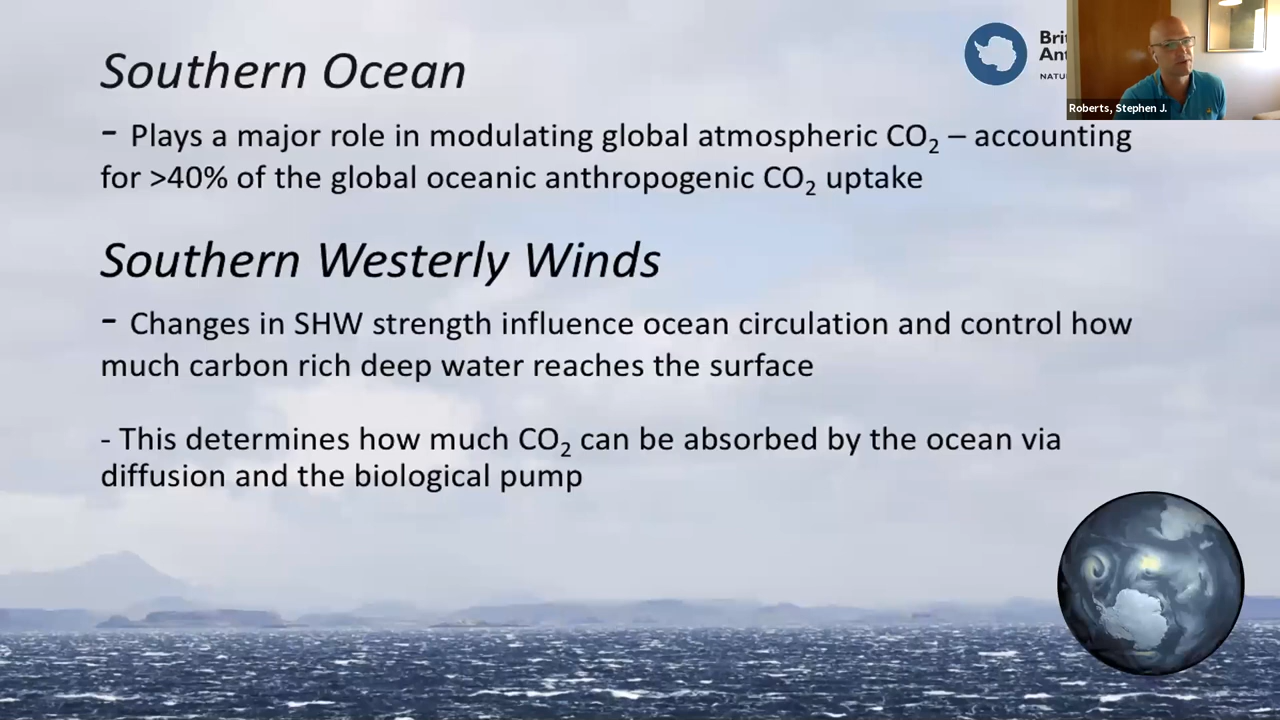 Southern Ocean
- Plays a major role in modulating global atmospheric CO₂ – accounting
for >40% of the global oceanic anthropogenic CO₂ uptake
Southern Westerly Winds
- Changes in SHW strength influence ocean circulation and control how
much carbon rich deep water reaches the surface
- This determines how much CO₂ can be absorbed by the ocean via
diffusion and the biological pump
Roberts, Stephen J.